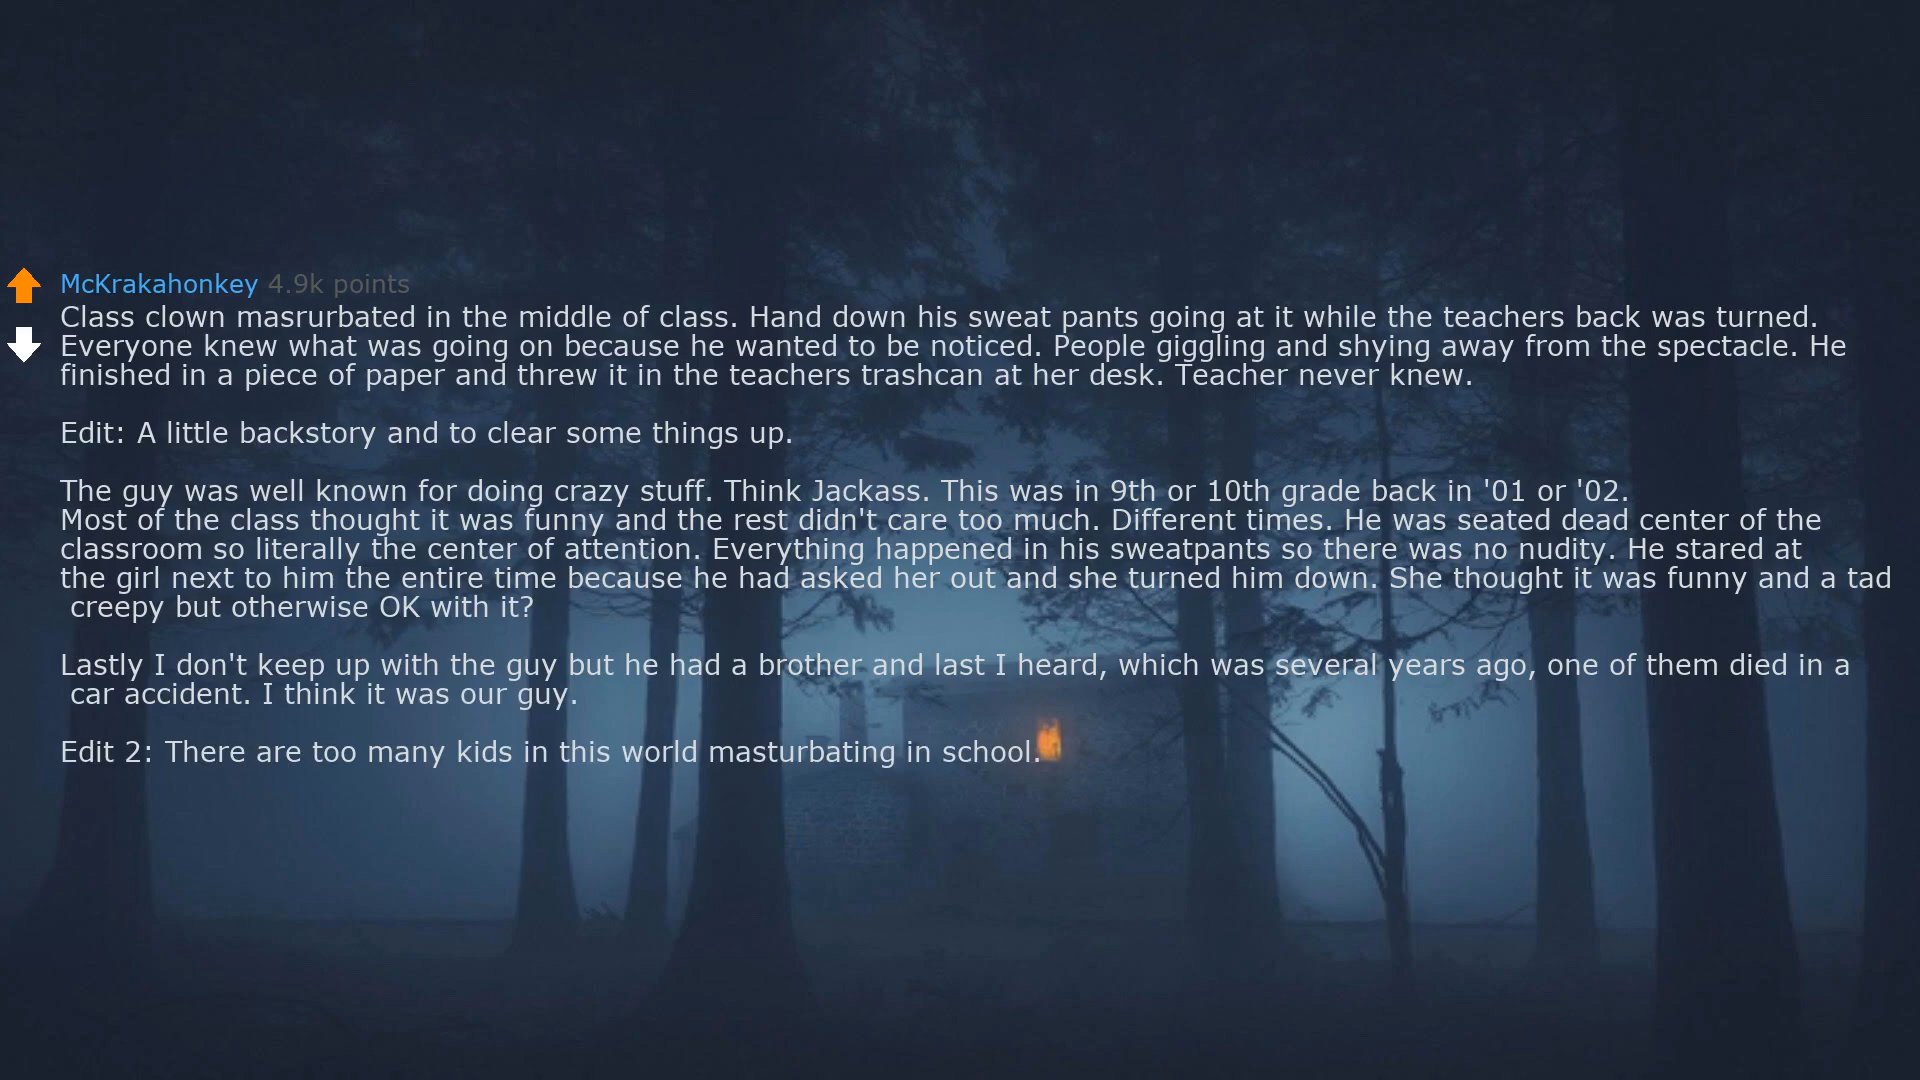 McKrakahonkey 4.9k points
Class clown masrurbated in the middle of class. Hand down his sweat pants going at it while the teachers back was turned.
Everyone knew what was going on because he wanted to be noticed. People giggling and shying away from the spectacle. He
finished in a piece of paper and threw it in the teachers trashcan at her desk. Teacher never knew.
Edit: A little backstory and to clear some things up.
The guy was well known for doing crazy stuff. Think Jackass. This was in 9th or 10th grade back in '01 or '02.
Most of the class thought it was funny and the rest didn't care too much. Different times. He was seated dead center of the
classroom so literally the center of attention. Everything happened in his sweatpants so there was no nudity. He stared at
the girl next to him the entire time because he had asked her out and she turned him down. She thought it was funny and a tad
creepy but otherwise OK with it?
Lastly I don't keep up with the guy but he had a brother and last I heard, which was several years ago, one of them died in a
car accident. I think it was our guy.
Edit 2: There are too many kids in this world masturbating in school.